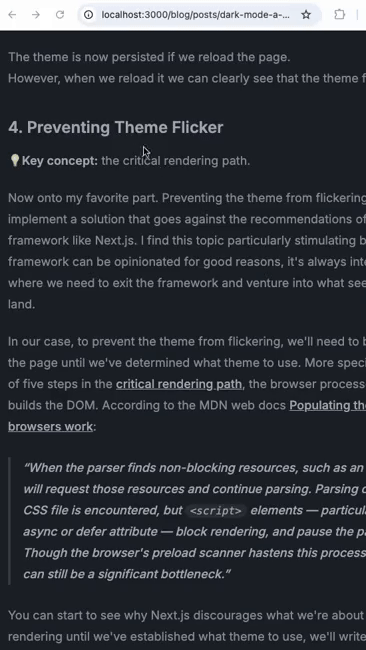 localhost:3000/blog/posts/dark-mode-a-...
The theme is now persisted if we reload the page.
However, when we reload it we can clearly see that the theme f
4. Preventing Theme Flicker
💡Key concept: the critical rendering path.
Now onto my favorite part. Preventing the theme from flickering
implement a solution that goes against the recommendations of
framework like Next.js. I find this topic particularly stimulating b
framework can be opinionated for good reasons, it's always inte
where we need to exit the framework and venture into what see
land.
In our case, to prevent the theme from flickering, we'll need to b
the page until we've determined what theme to use. More speci
of five steps in the critical rendering path, the browser process
builds the DOM. According to the MDN web docs Populating the
browsers work:
“When the parser finds non-blocking resources, such as an
will request those resources and continue parsing. Parsing c
CSS file is encountered, but <script> elements — particula
async or defer attribute — block rendering, and pause the pa
Though the browser's preload scanner hastens this process
can still be a significant bottleneck.”
You can start to see why Next.js discourages what we're about
rendering until we've established what theme to use, we'll write